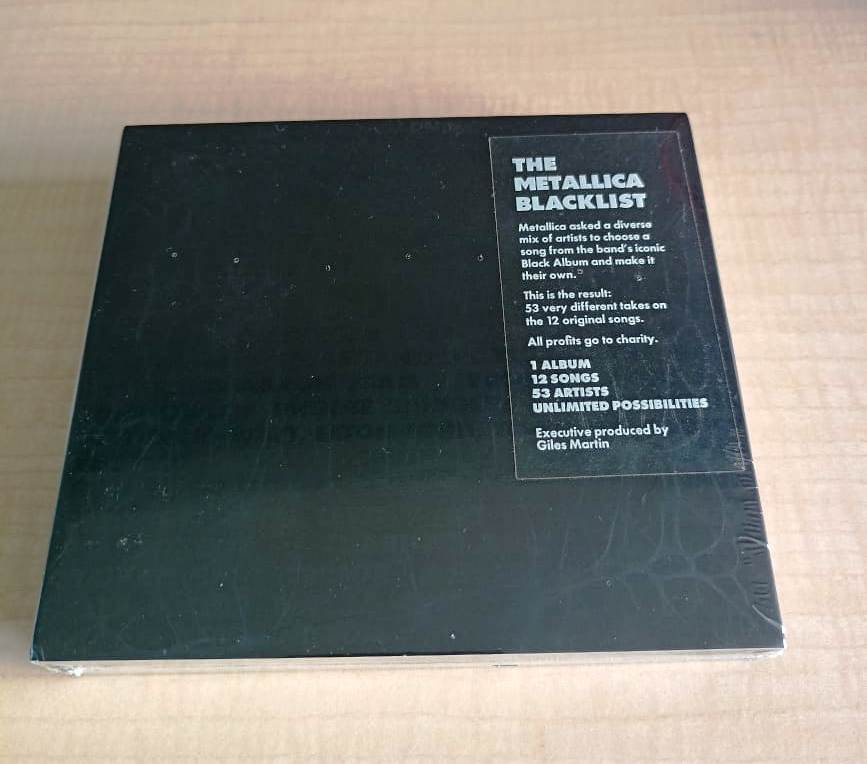 THE
METALLICA
BLACKLIST
Metallica asked a diverse
mix of artists to choose a
song from the band's iconic
Black Album and make it
their own.
This is the result:
53 very different takes on
the 12 original songs.
All profits go to charity.
1 ALBUM
12 SONGS
53 ARTISTS
UNLIMITED POSSIBILITIES
Executive produced by
Giles Martin